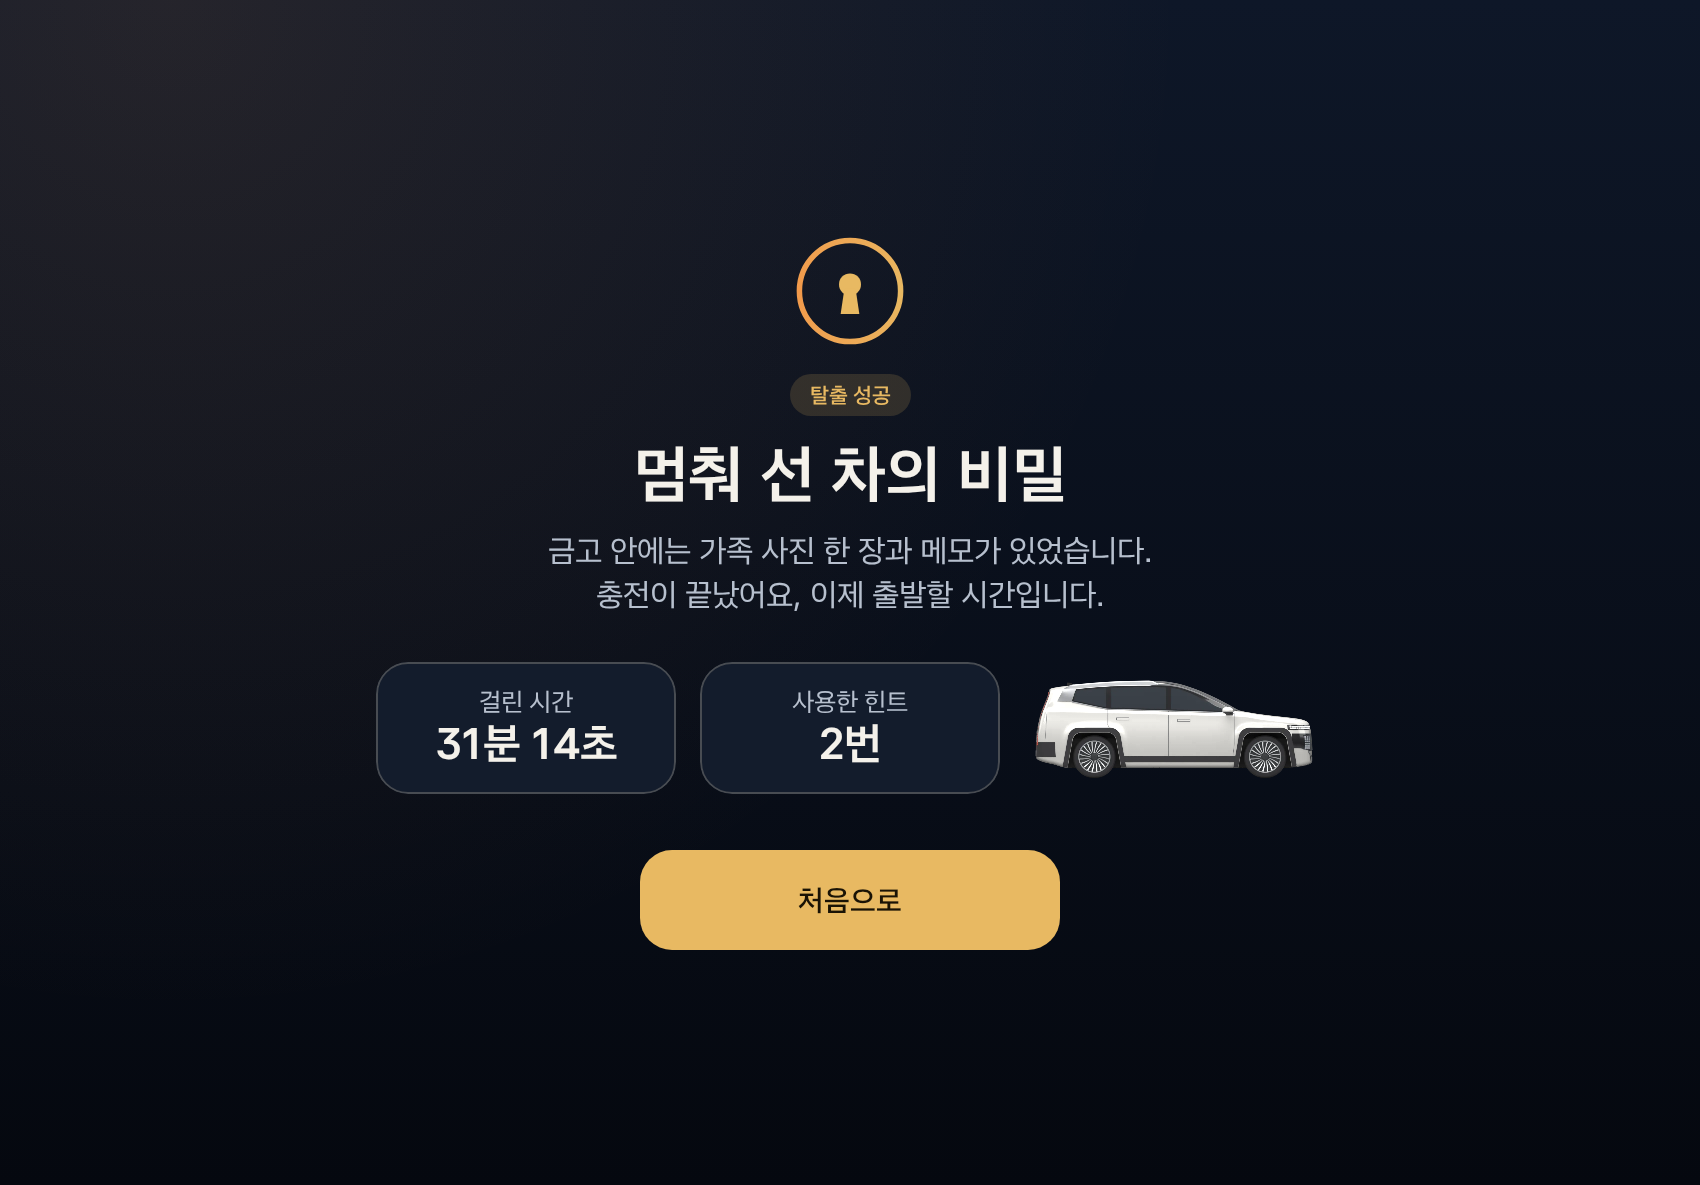 탈출 성공
멈춰 선 차의 비밀
금고 안에는 가족 사진 한 장과 메모가 있었습니다.
충전이 끝났어요, 이제 출발할 시간입니다.
걸린 시간
31분 14초
사용한 힌트
2번
처음으로